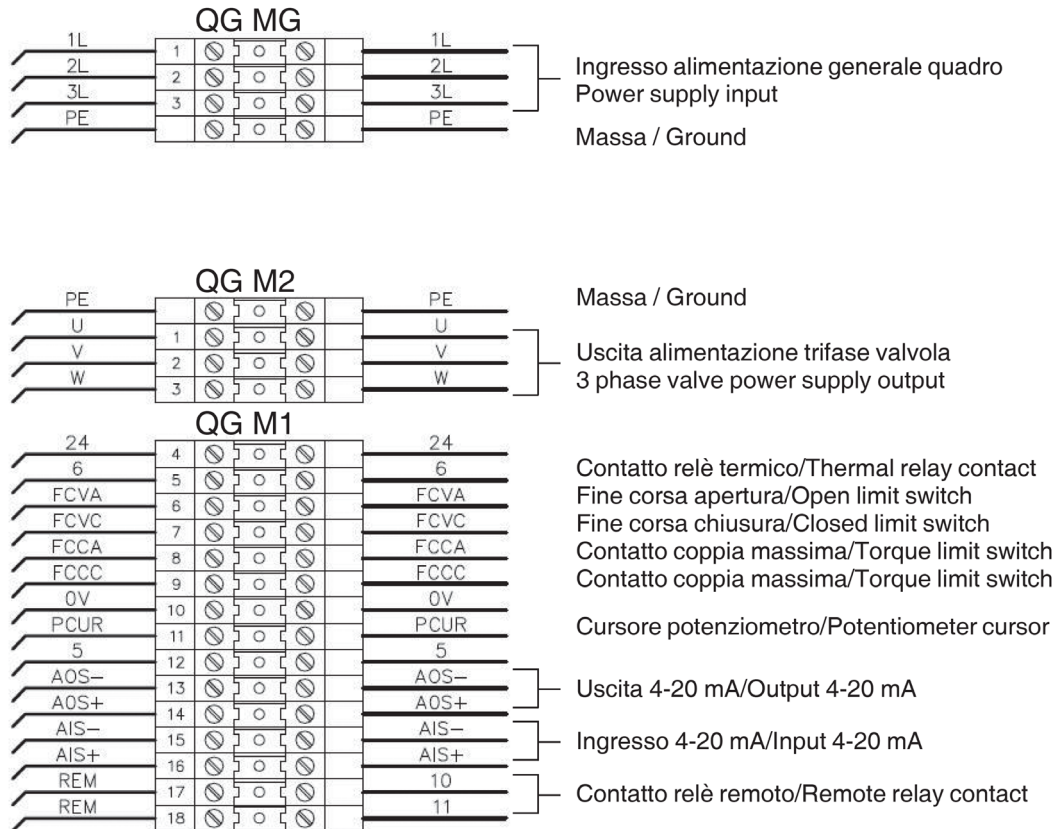 QG MG
1L 1 1L
2L 2 2L Ingresso alimentazione generale quadro
3L 3 3L Power supply input
PE PE Massa / Ground
QG M2
PE PE Massa / Ground
U 1 U
V 2 V Uscita alimentazione trifase valvola
W 3 W 3 phase valve power supply output
QG M1
24 4 24
6 5 6 Contatto relè termico/Thermal relay contact
FCVA 6 FCVA Fine corsa apertura/Open limit switch
FCVC 7 FCVC Fine corsa chiusura/Closed limit switch
FCCA 8 FCCA Contatto coppia massima/Torque limit switch
FCCC 9 FCCC Contatto coppia massima/Torque limit switch
0V 10 0V
PCUR 11 PCUR Cursore potenziometro/Potentiometer cursor
5 12 5
AOS– 13 AOS– Uscita 4-20 mA/Output 4-20 mA
AOS+ 14 AOS+
AIS– 15 AIS– Ingresso 4-20 mA/Input 4-20 mA
AIS+ 16 AIS+
REM 17 10 Contatto relè remoto/Remote relay contact
REM 18 11